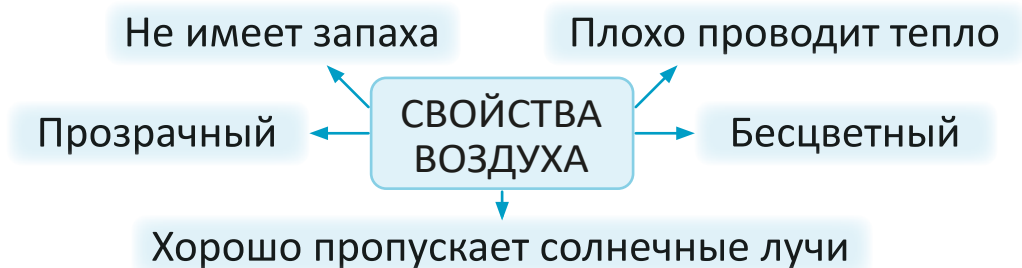 Не имеет запаха
Плохо проводит тепло
СВОЙСТВА
ВОЗДУХА
Прозрачный
Бесцветный
Хорошо пропускает солнечные лучи